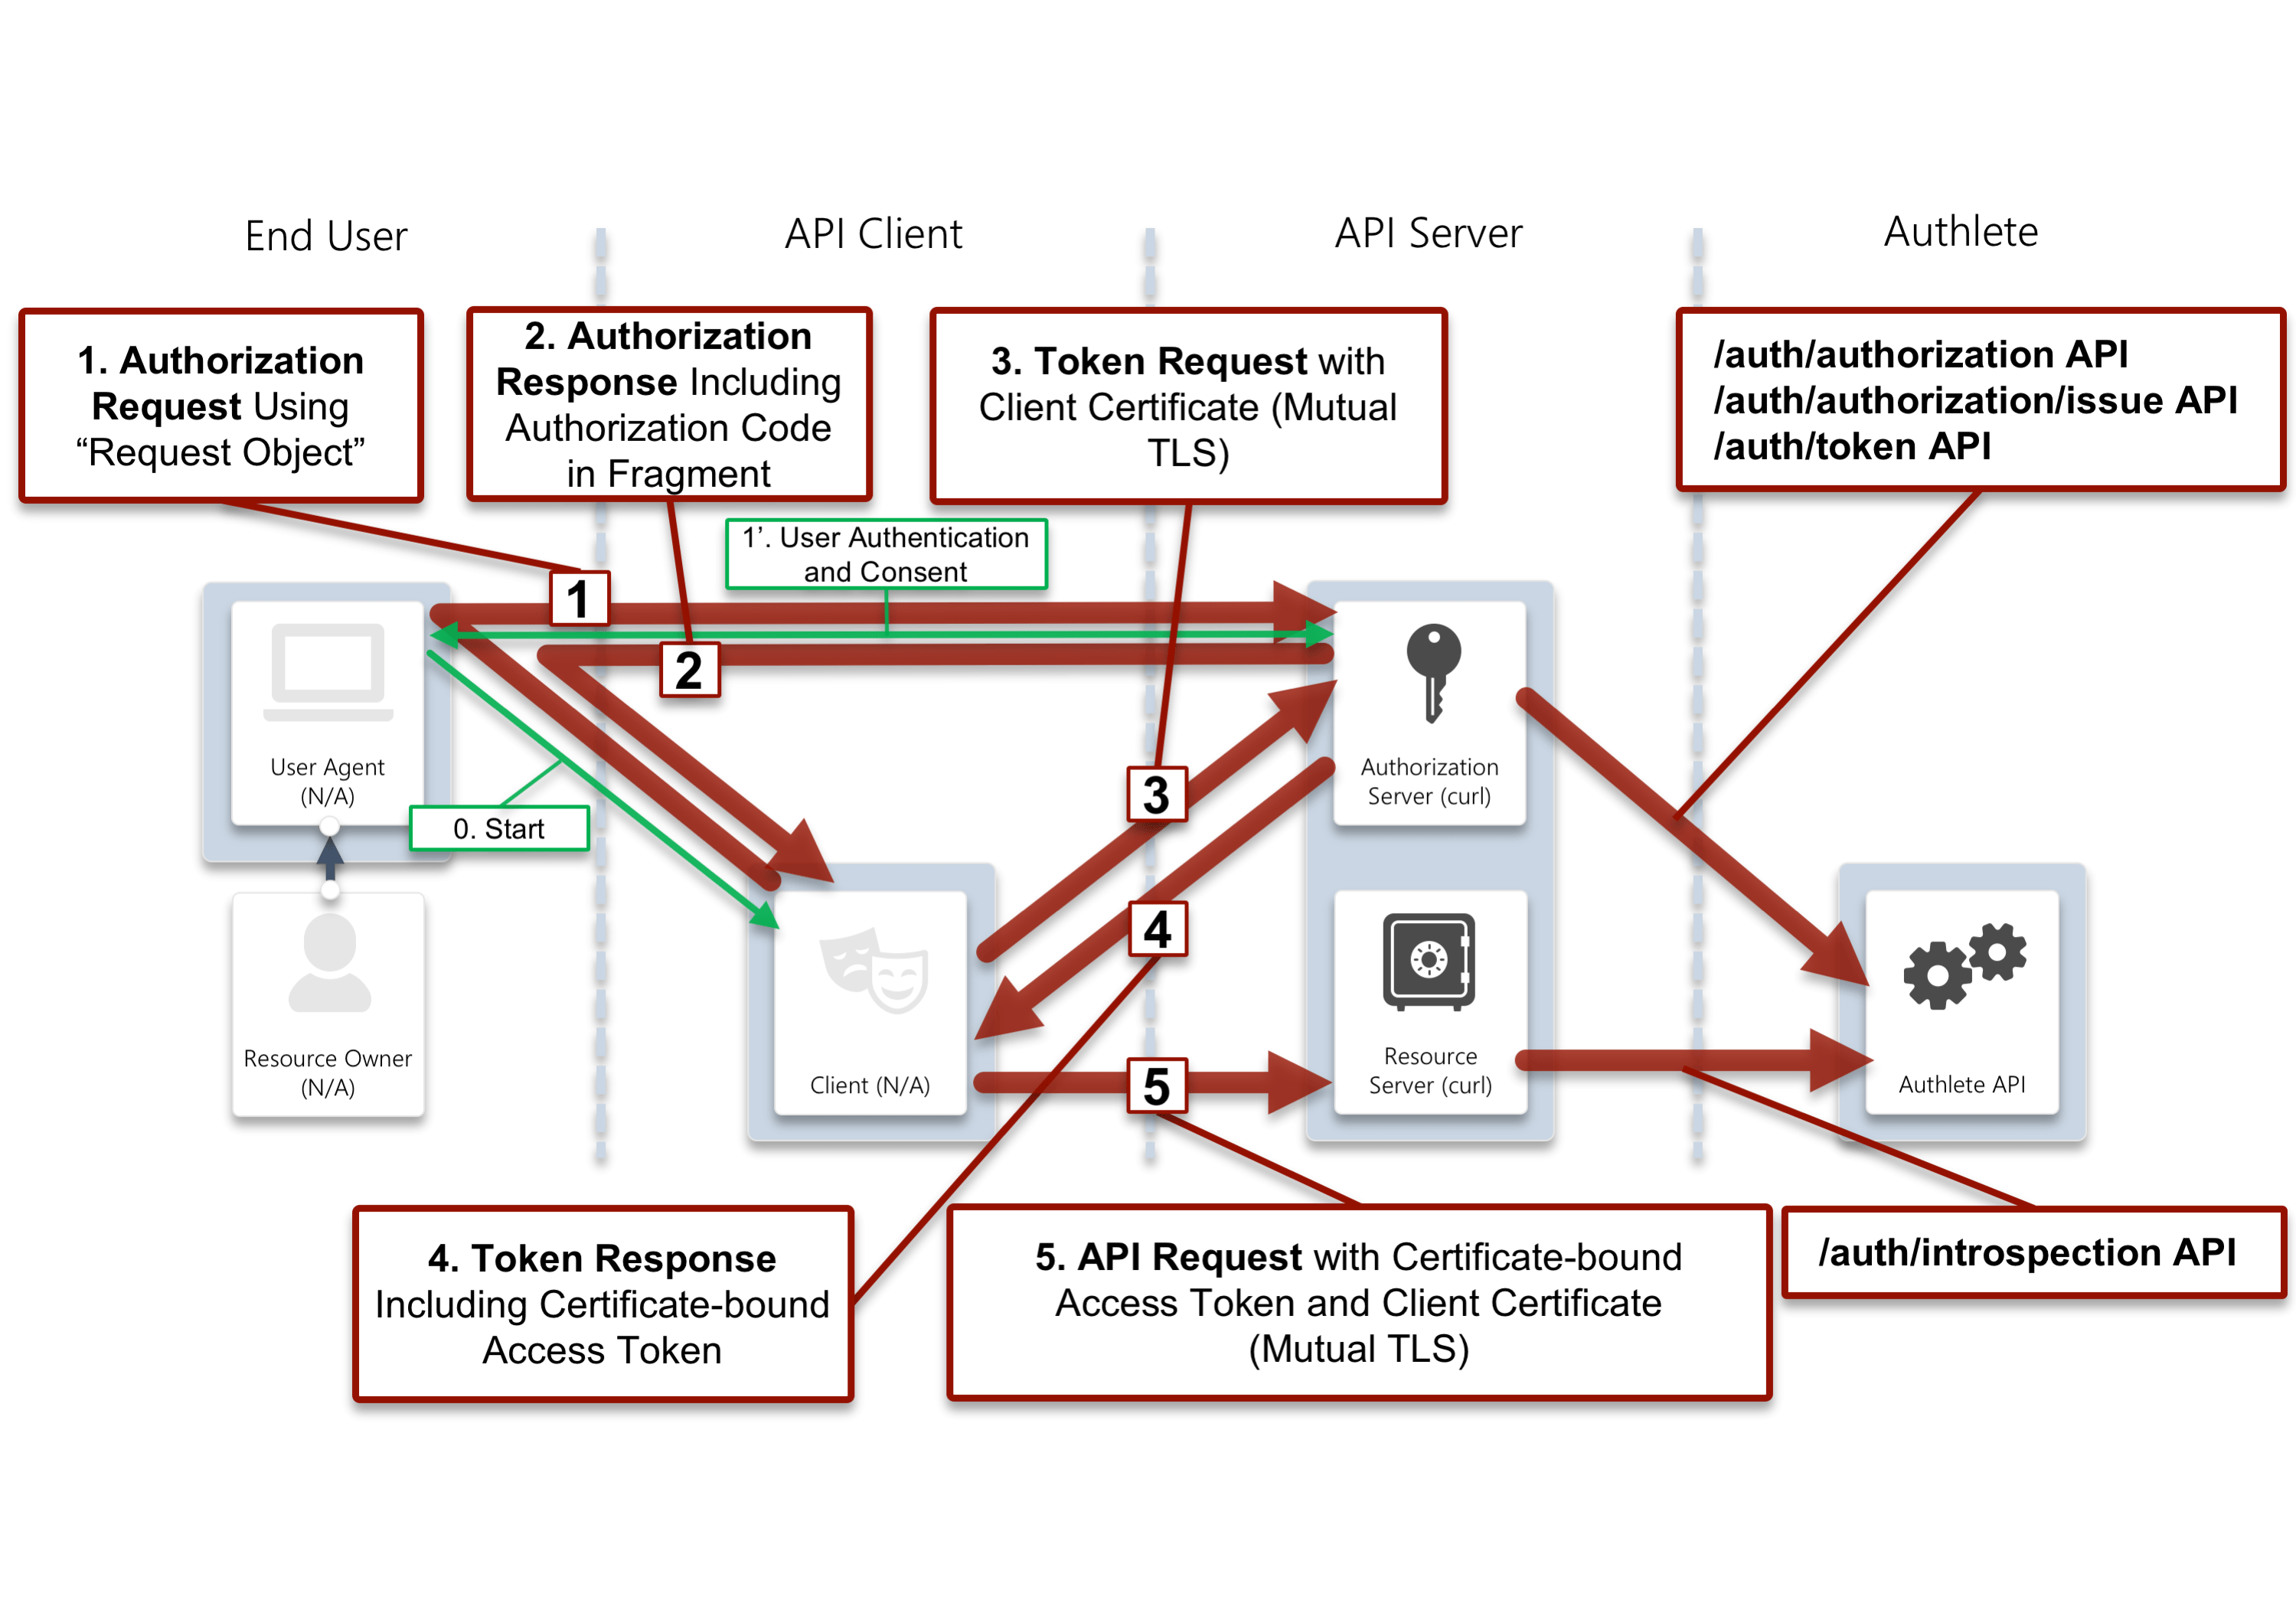 End User
API Client
API Server
Authlete
1. Authorization
Request Using
“Request Object”
2. Authorization
Response Including
Authorization Code
in Fragment
3. Token Request with
Client Certificate (Mutual
TLS)
/auth/authorization API
/auth/authorization/issue API
/auth/token API
1’. User Authentication
and Consent
1
2
User Agent
(N/A)
0. Start
3
Authorization
Server (curl)
4
Resource Owner
(N/A)
Client (N/A)
5
Resource
Server (curl)
Authlete API
4. Token Response
Including Certificate-bound
Access Token
5. API Request with Certificate-bound
Access Token and Client Certificate
(Mutual TLS)
/auth/introspection API